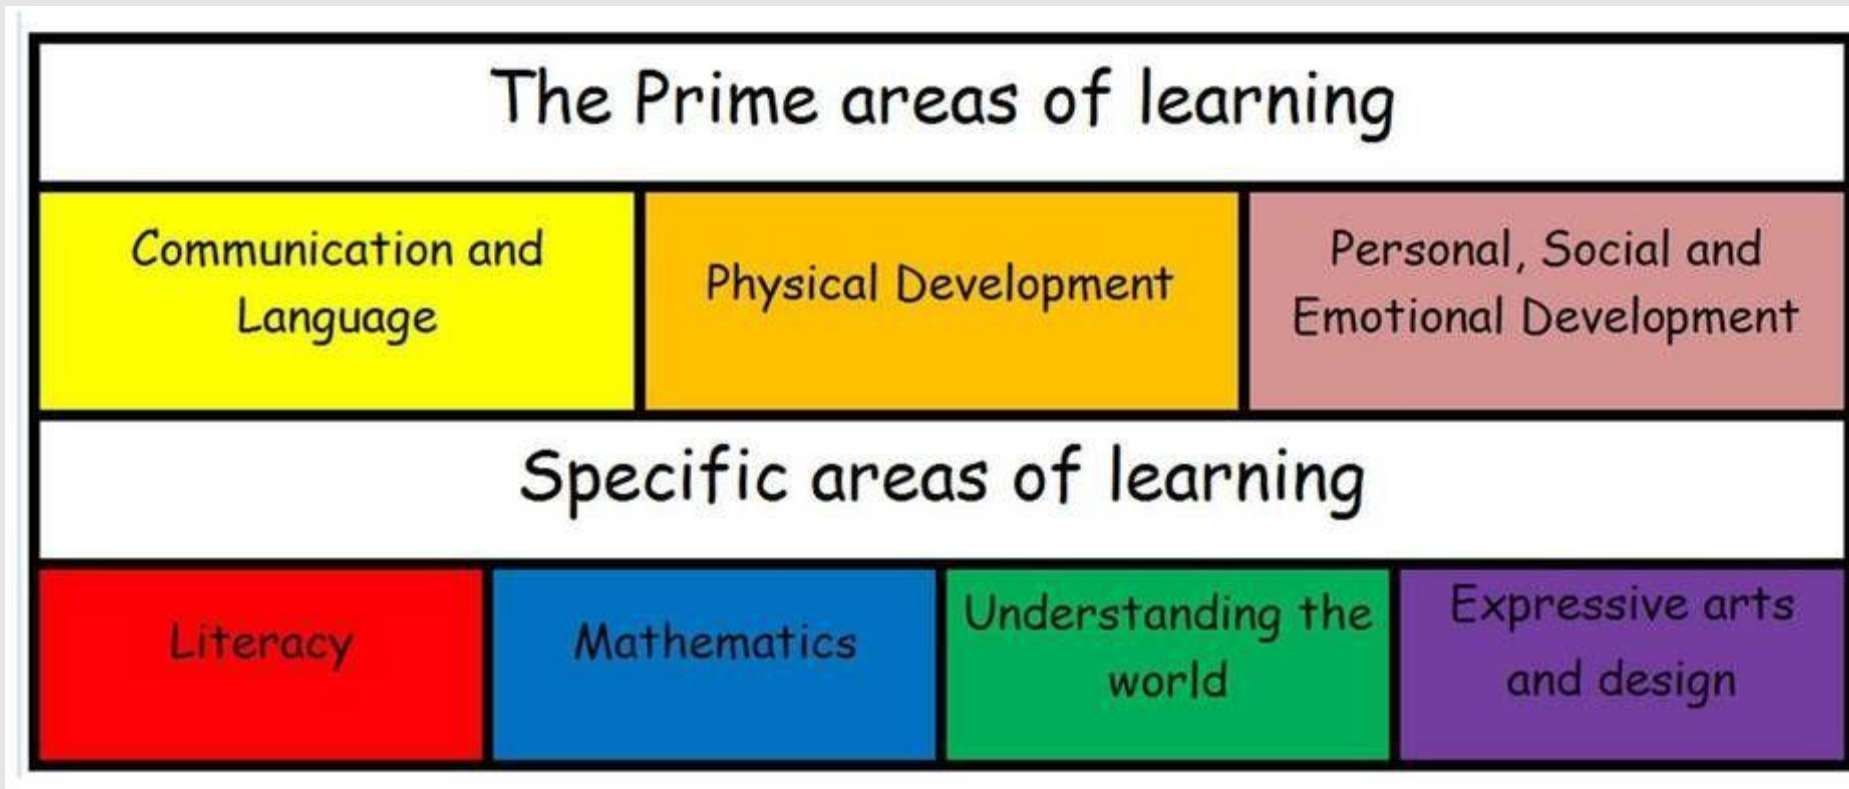 The Prime areas of learning
Communication and
Language
Physical Development
Personal, Social and
Emotional Development
Specific areas of learning
Literacy
Mathematics
Understanding the
world
Expressive arts
and design